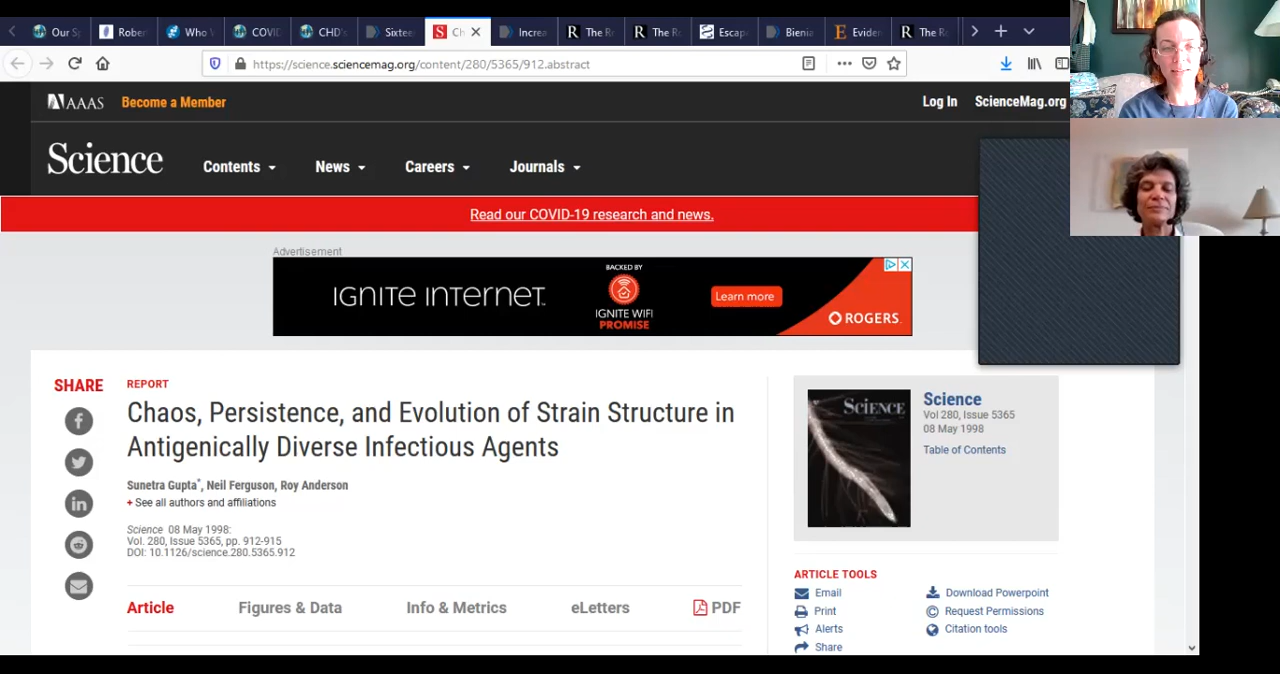 Our Sp
Rober
Who V
COVID
CHD's
Sixtee
Ch
Increa
The Re
The Ro
Escap
Bienia
Eviden
The Re
https://science.sciencemag.org/content/280/5365/912.abstract
AAAS
Become a Member
Log In
ScienceMag.org
Science
Contents
News
Careers
Journals
Read our COVID-19 research and news.
Advertisement
IGNITE INTERNET
BACKED BY
IGNITE WIFI
PROMISE
Learn more
ROGERS
SHARE
REPORT
Chaos, Persistence, and Evolution of Strain Structure in
Antigenically Diverse Infectious Agents
Sunetra Gupta*, Neil Ferguson, Roy Anderson
+ See all authors and affiliations
Science 08 May 1998:
Vol. 280, Issue 5365, pp. 912-915
DOI: 10.1126/science.280.5365.912
Article
Figures & Data
Info & Metrics
eLetters
PDF
SCIENCE
Science
Vol 280, Issue 5365
08 May 1998
Table of Contents
ARTICLE TOOLS
Email
Download Powerpoint
Print
Request Permissions
Alerts
Citation tools
Share